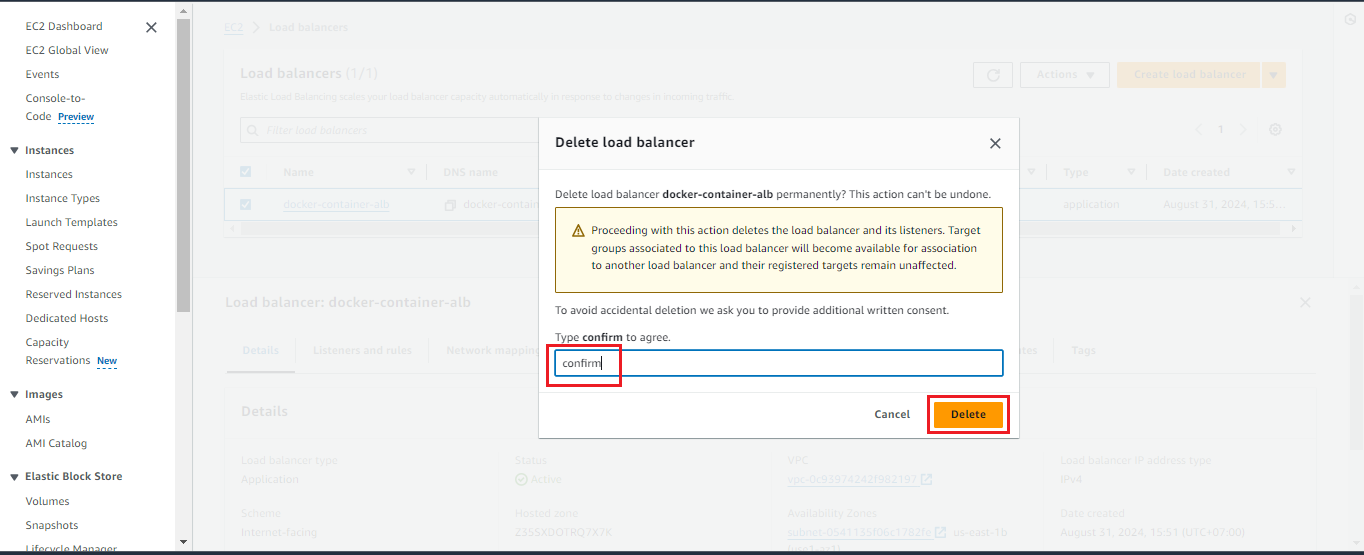 EC2 Dashboard
EC2 Global View
Events
Console-to-
Code Preview
Instances
Instances
Instance Types
Launch Templates
Spot Requests
Savings Plans
Reserved Instances
Dedicated Hosts
Capacity
Reservations New
Images
AMIs
AMI Catalog
Elastic Block Store
Volumes
Snapshots
Lifecycle Manager
EC2 Load balancers
Load balancers (1/1)
Actions
Create load balancer
Elastic Load Balancing scales your load balancer capacity automatically in response to changes in incoming traffic.
Filter load balancers
1
Name DNS name Type Date created
docker-container-alb docker-contain application August 31, 2024, 15:5...
Delete load balancer
Delete load balancer docker-container-alb permanently? This action can't be undone.
Proceeding with this action deletes the load balancer and its listeners. Target
groups associated to this load balancer will become available for association
to another load balancer and their registered targets remain unaffected.
To avoid accidental deletion we ask you to provide additional written consent.
Type confirm to agree.
confirm
Cancel Delete
Load balancer: docker-container-alb
Details Listeners and rules Network mapping Tags
Details
Load balancer type
Application
Status
Active
VPC
vpc-0c93974242f982197
Load balancer IP address type
IPv4
Scheme
Internet-facing
Hosted zone
Z35SXDOTRQ7X7K
Availability Zones
subnet-0541135f06c1782fe us-east-1b
Date created
August 31, 2024, 15:51 (UTC+07:00)